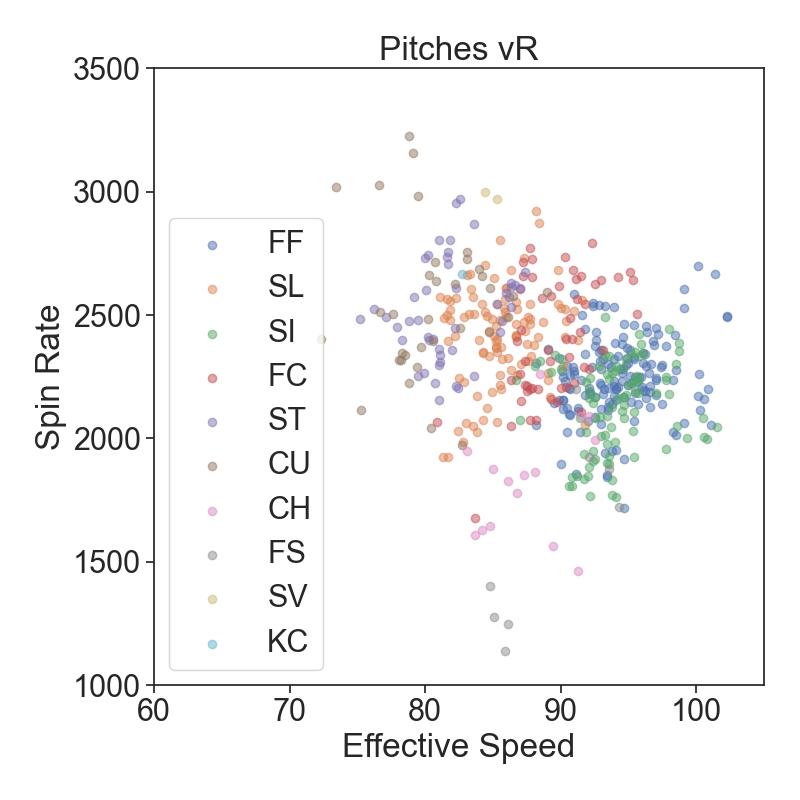 Pitches vR
3500
3000
2500
2000
1500
1000
Spin Rate
FF
SL
SI
FC
ST
CU
CH
FS
SV
KC
60 70 80 90 100
Effective Speed